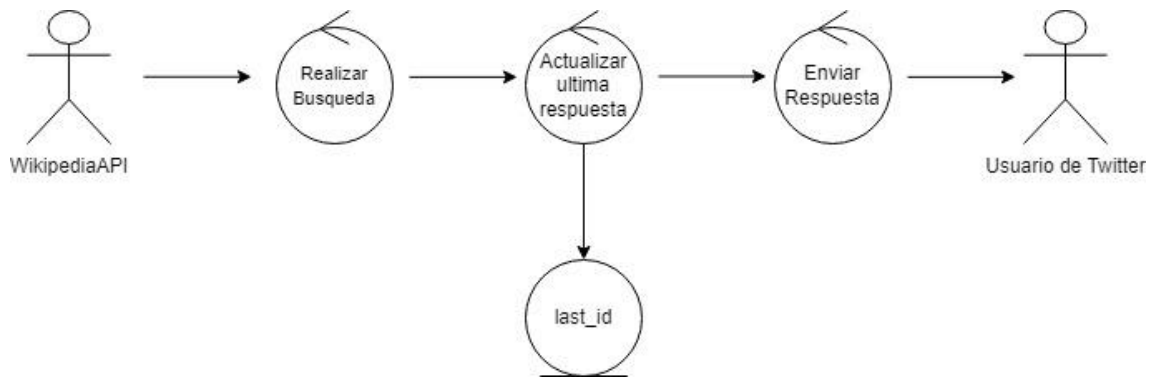 Realizar
Busqueda
Actualizar
ultima
respuesta
Enviar
Respuesta
WikipediaAPI
Usuario de Twitter
last_id